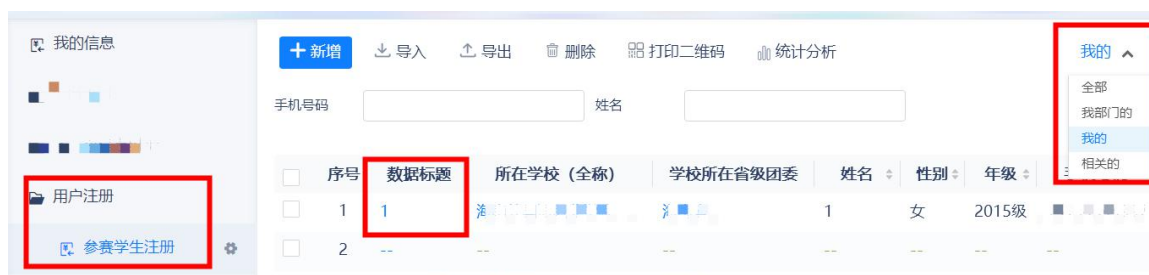 我的信息
新增 导入 导出 删除 打印二维码 统计分析 我的
手机号码 姓名
全部
我部门的
我的
相关的
用户注册
参赛学生注册
序号 数据标题 所在学校（全称） 学校所在省级团委 姓名 性别 年级
1 1 1 女 2015级
2 -- -- -- -- -- -- --